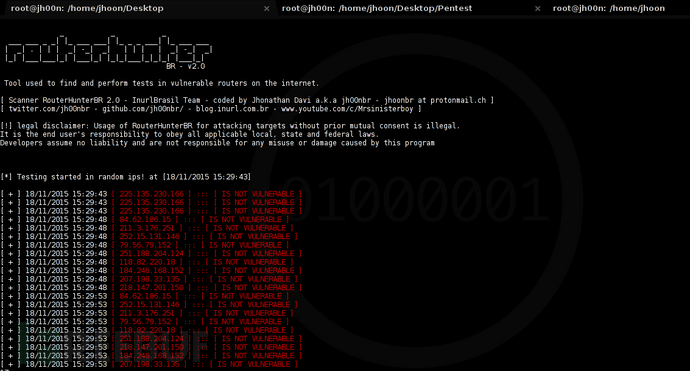 root@jh00n: /home/jhoon/Desktop × root@jh00n: /home/jhoon/Desktop/Pentest × root@jh00n: /home/jhoon
routerhunter
BR - v2.0
Tool used to find and perform tests in vulnerable routers on the internet.
[ Scanner RouterHunterBR 2.0 - InurlBrasil Team - coded by Jhonathan Davi a.k.a jh00nbr - jhoonbr at protonmail.ch ]
[ twitter.com/jh00nbr - github.com/jh00nbr/ - blog.inurl.com.br - www.youtube.com/c/Mrsinisterboy ]
[!] legal disclaimer: Usage of RouterHunterBR for attacking targets without prior mutual consent is illegal.
It is the end user's responsibility to obey all applicable local, state and federal laws.
Developers assume no liability and are not responsible for any misuse or damage caused by this program
[*] Testing started in random ips! at [18/11/2015 15:29:43]
[ + ] 18/11/2015 15:29:43 [ 225.135.230.166 ] ::: [ IS NOT VULNERABLE ]
[ + ] 18/11/2015 15:29:43 [ 225.135.230.166 ] ::: [ IS NOT VULNERABLE ]
[ + ] 18/11/2015 15:29:43 [ 225.135.230.166 ] ::: [ IS NOT VULNERABLE ]
[ + ] 18/11/2015 15:29:48 [ 84.62.186.15 ] ::: [ IS NOT VULNERABLE ]
[ + ] 18/11/2015 15:29:48 [ 211.3.176.251 ] ::: [ IS NOT VULNERABLE ]
[ + ] 18/11/2015 15:29:48 [ 252.15.131.146 ] ::: [ IS NOT VULNERABLE ]
[ + ] 18/11/2015 15:29:48 [ 79.56.79.152 ] ::: [ IS NOT VULNERABLE ]
[ + ] 18/11/2015 15:29:48 [ 251.189.204.124 ] ::: [ IS NOT VULNERABLE ]
[ + ] 18/11/2015 15:29:48 [ ::: [ IS NOT VULNERABLE ]
[ + ] 18/11/2015 15:29:48 [ 184.246.168.152 ] ::: [ IS NOT VULNERABLE ]
[ + ] 18/11/2015 15:29:48 [ 207.198.33.135 ] ::: [ IS NOT VULNERABLE ]
[ + ] 18/11/2015 15:29:48 [ 218.147.201.150 ] ::: [ IS NOT VULNERABLE ]
[ + ] 18/11/2015 15:29:53 [ 84.62.186.15 ] ::: [ IS NOT VULNERABLE ]
[ + ] 18/11/2015 15:29:53 [ 252.15.131.146 ] ::: [ IS NOT VULNERABLE ]
[ + ] 18/11/2015 15:29:53 [ 211.3.176.251 ] ::: [ IS NOT VULNERABLE ]
[ + ] 18/11/2015 15:29:53 [ 79.56.79.152 ] ::: [ IS NOT VULNERABLE ]
[ + ] 18/11/2015 15:29:53 [ ::: [ IS NOT VULNERABLE ]
[ + ] 18/11/2015 15:29:53 [ 251.189.204.124 ] ::: [ IS NOT VULNERABLE ]
[ + ] 18/11/2015 15:29:53 [ 218.147.201.150 ] ::: [ IS NOT VULNERABLE ]
[ + ] 18/11/2015 15:29:53 [ 184.246.168.152 ] ::: [ IS NOT VULNERABLE ]
[ + ] 18/11/2015 15:29:53 [ 207.198.33.135 ] ::: [ IS NOT VULNERABLE ]
01000001